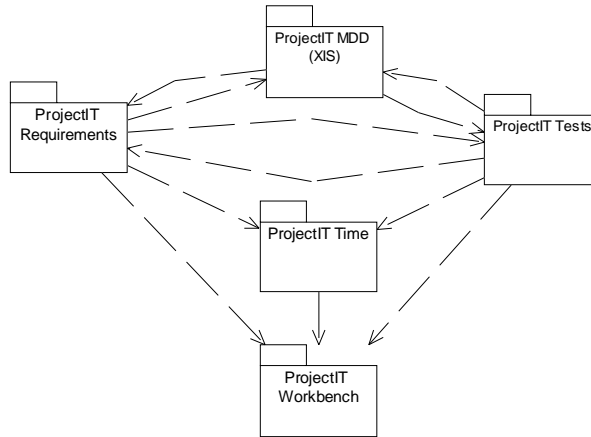 ProjectIT MDD
(XIS)
ProjectIT
Requirements
ProjectIT Tests
ProjectIT Time
ProjectIT
Workbench